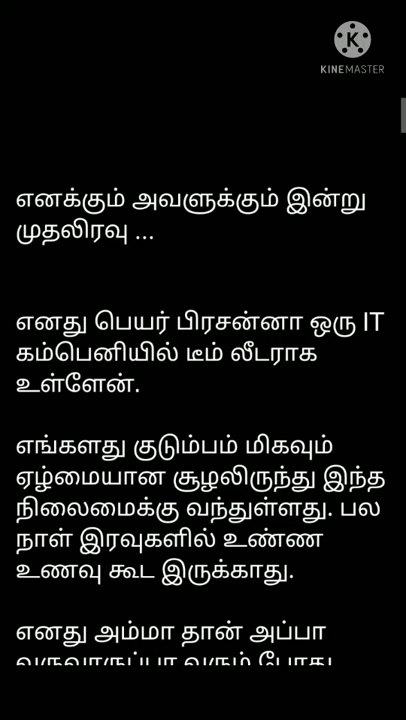 KINEMASTER
எனக்கும் அவளுக்கும் இன்று
முதலிரவு ...
எனது பெயர் பிரசன்னா ஒரு IT
கம்பெனியில் டீம் லீடராக
உள்ளேன்.
எங்களது குடும்பம் மிகவும்
ஏழ்மையான சூழலிருந்து இந்த
நிலைமைக்கு வந்துள்ளது. பல
நாள் இரவுகளில் உண்ண
உணவு கூட இருக்காது.
எனது அம்மா தான் அப்பா
வரும் போது